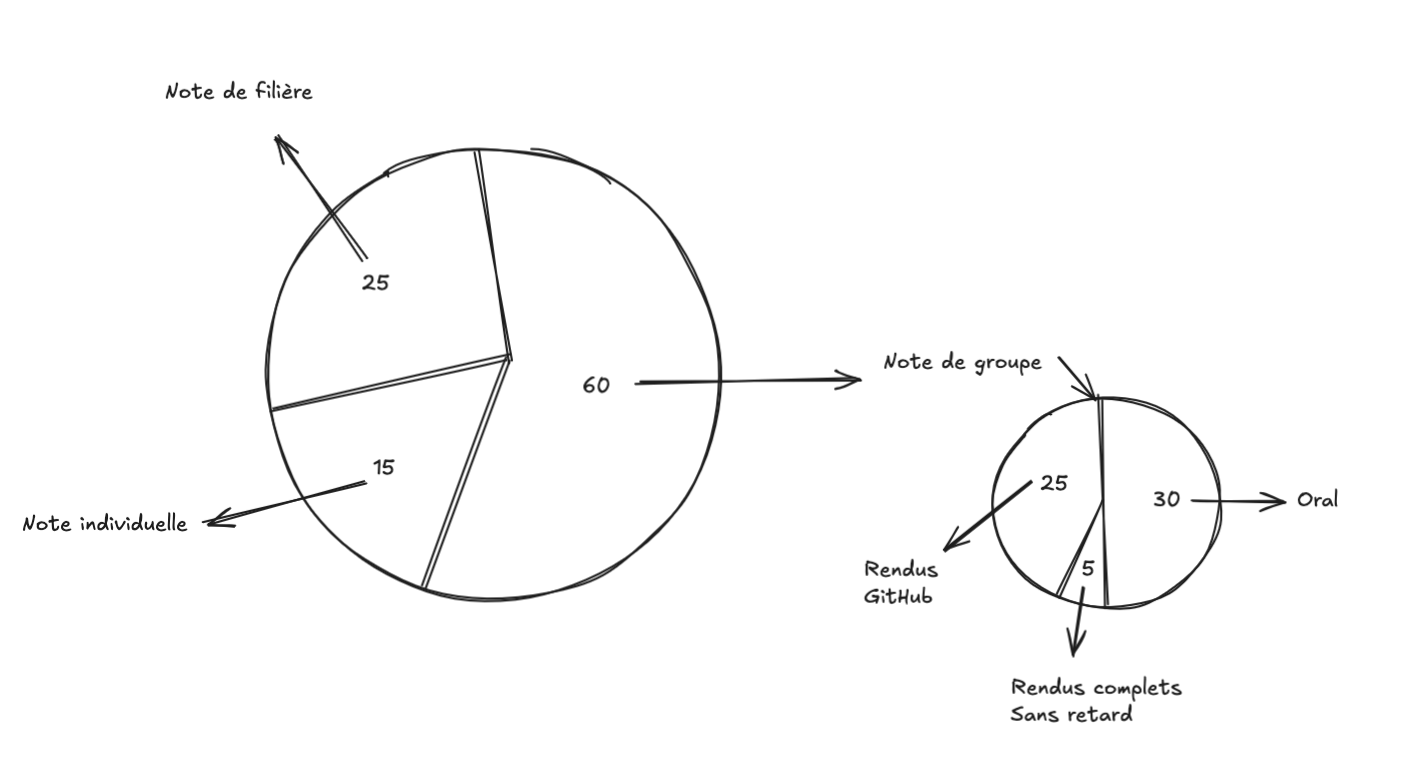 Note de filière
25
60
15
Note individuelle
Note de groupe
25
30
Oral
5
Rendus
GitHub
Rendus complets
Sans retard